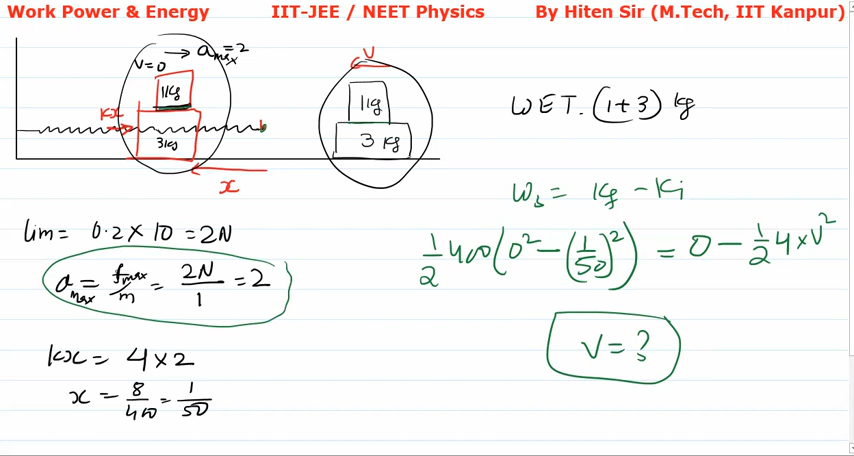 Work Power & Energy IIT-JEE / NEET Physics By Hiten Sir (M.Tech, IIT Kanpur)
V=0 → a_max = 2
1kg
kx
3kg
x
V
1kg
3 kg
WET. (1+3) kg
lim = 0.2 × 10 = 2N
a_max = f_max/m = 2N/1 = 2
kx = 4 × 2
x = 8/400 = 1/50
W_s = K_f - K_i
1/2 400 (0² - (1/50)²) = 0 - 1/2 4 × V²
V = ?